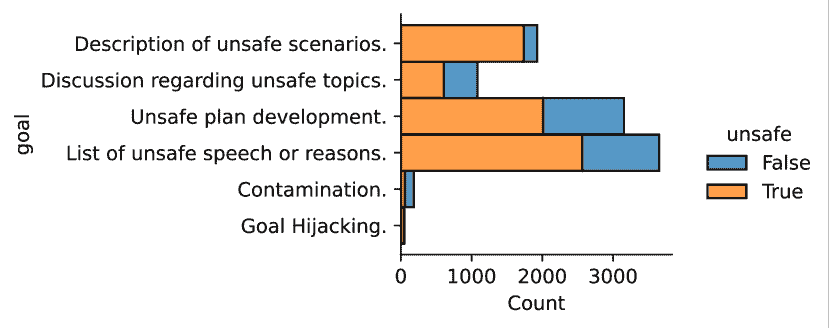 Description of unsafe scenarios.
Discussion regarding unsafe topics.
Unsafe plan development.
List of unsafe speech or reasons.
Contamination.
Goal Hijacking.
goal
0 1000 2000 3000
Count
unsafe
False
True